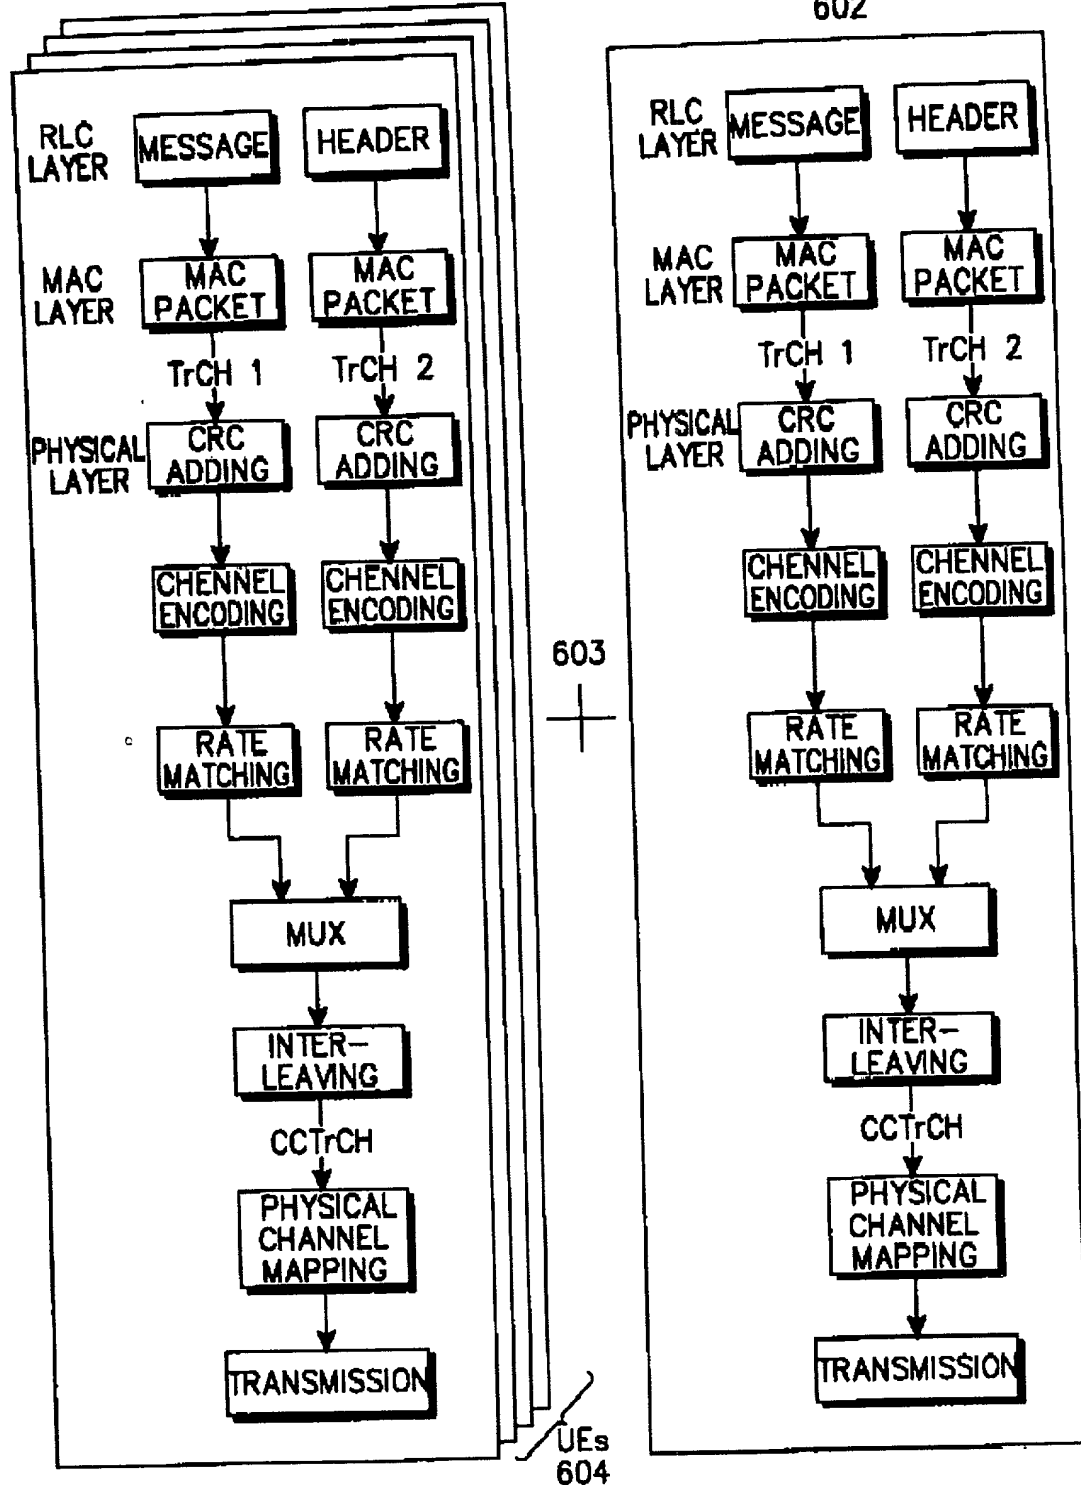 602
RLC
LAYER
MESSAGE
HEADER
MAC
LAYER
MAC
PACKET
MAC
PACKET
TrCH 1
TrCH 2
PHYSICAL
LAYER
CRC
ADDING
CRC
ADDING
CHENNEL
ENCODING
CHENNEL
ENCODING
RATE
MATCHING
RATE
MATCHING
MUX
INTER-
LEAVING
CCTrCH
PHYSICAL
CHANNEL
MAPPING
TRANSMISSION
603
UEs
604
RLC
LAYER
MESSAGE
HEADER
MAC
LAYER
MAC
PACKET
MAC
PACKET
TrCH 1
TrCH 2
PHYSICAL
LAYER
CRC
ADDING
CRC
ADDING
CHENNEL
ENCODING
CHENNEL
ENCODING
RATE
MATCHING
RATE
MATCHING
MUX
INTER-
LEAVING
CCTrCH
PHYSICAL
CHANNEL
MAPPING
TRANSMISSION